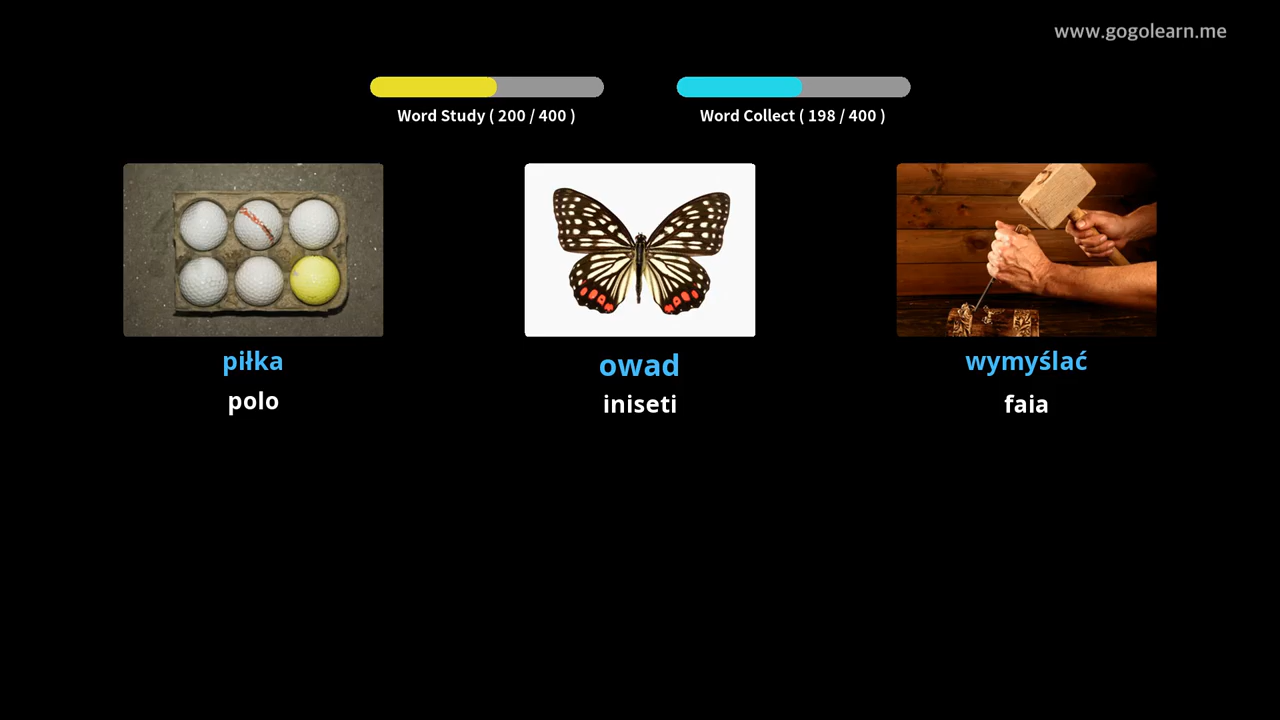 www.gogolearn.me
Word Study ( 200 / 400 )
Word Collect ( 198 / 400 )
piłka
polo
owad
iniseti
wymyślać
faia